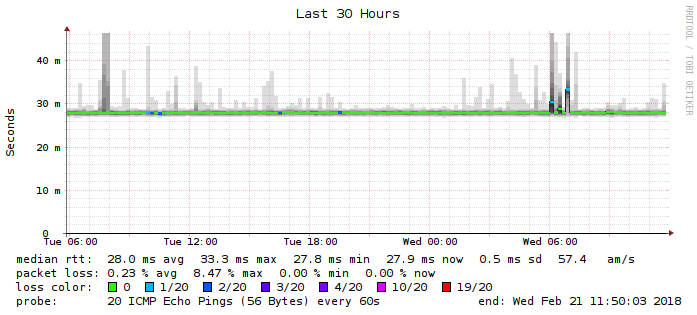 Last 30 Hours
RRDTOOL / TOBI OETIKER
Seconds
40 m
30 m
20 m
10 m
0
Tue 06:00 Tue 12:00 Tue 18:00 Wed 00:00 Wed 06:00
median rtt: 28.0 ms avg 33.3 ms max 27.8 ms min 27.9 ms now 0.5 ms sd 57.4 am/s
packet loss: 0.23 % avg 8.47 % max 0.00 % min 0.00 % now
loss color: 0 1/20 2/20 3/20 4/20 10/20 19/20
probe: 20 ICMP Echo Pings (56 Bytes) every 60s end: Wed Feb 21 11:50:03 2018